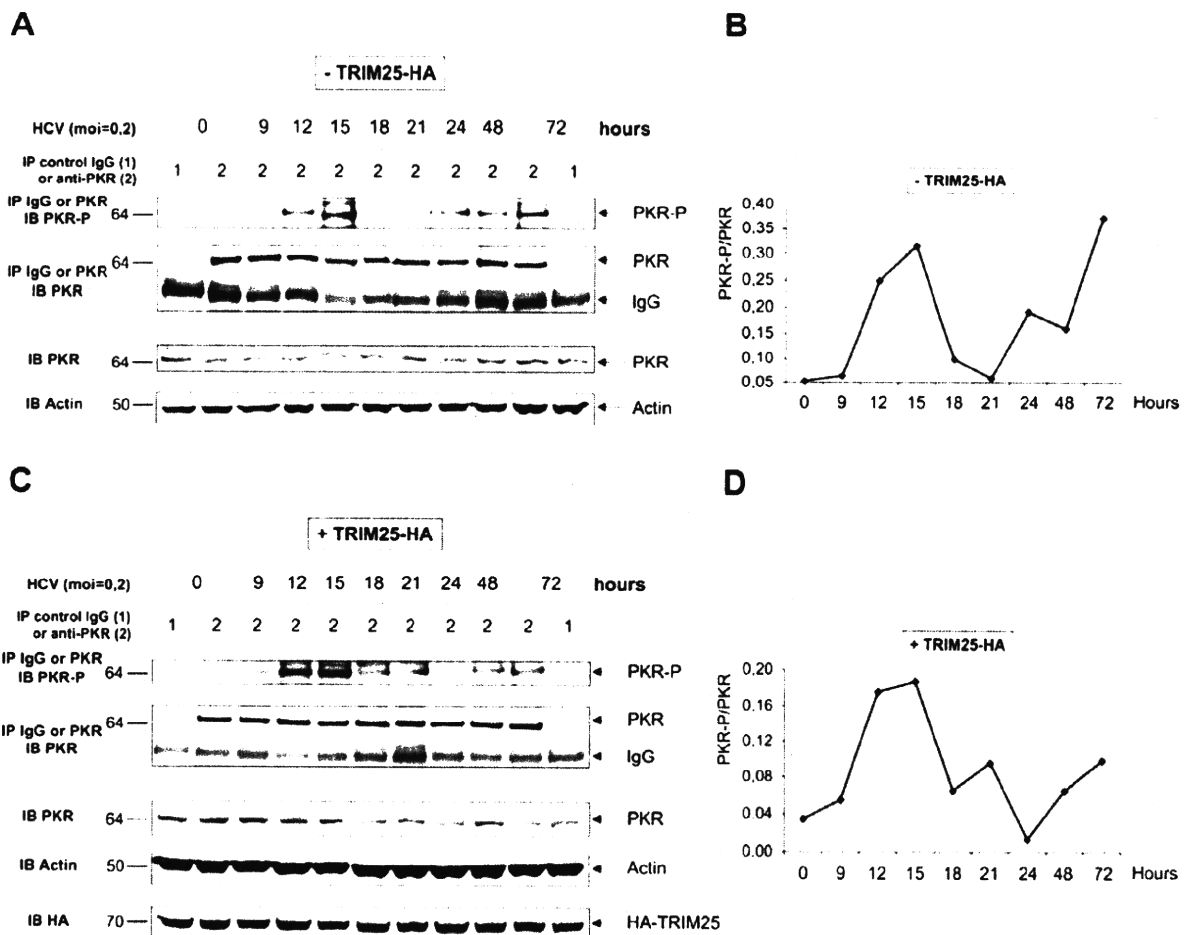 A
- TRIM25-HA
HCV (moi=0,2) 0 9 12 15 18 21 24 48 72 hours
IP control IgG (1)
or anti-PKR (2)
1 2 2 2 2 2 2 2 2 2 1
IP IgG or PKR
IB PKR-P
64
PKR-P
IP IgG or PKR
IB PKR
64
PKR
IgG
IB PKR 64 PKR
IB Actin 50 Actin
B
- TRIM25-HA
PKR-P/PKR
0,40
0.35
0.30
0.25
0.20
0,15
0.10
0.05
0 9 12 15 18 21 24 48 72 Hours
C
+ TRIM25-HA
HCV (moi=0,2) 0 9 12 15 18 21 24 48 72 hours
IP control IgG (1)
or anti-PKR (2)
1 2 2 2 2 2 2 2 2 2 1
IP IgG or PKR
IB PKR-P
64
PKR-P
IP IgG or PKR
IB PKR
64
PKR
IgG
IB PKR 64 PKR
IB Actin 50 Actin
IB HA 70 HA-TRIM25
D
+ TRIM25-HA
PKR-P/PKR
0.20
0.16
0.12
0.08
0.04
0.00
0 9 12 15 18 21 24 48 72 Hours